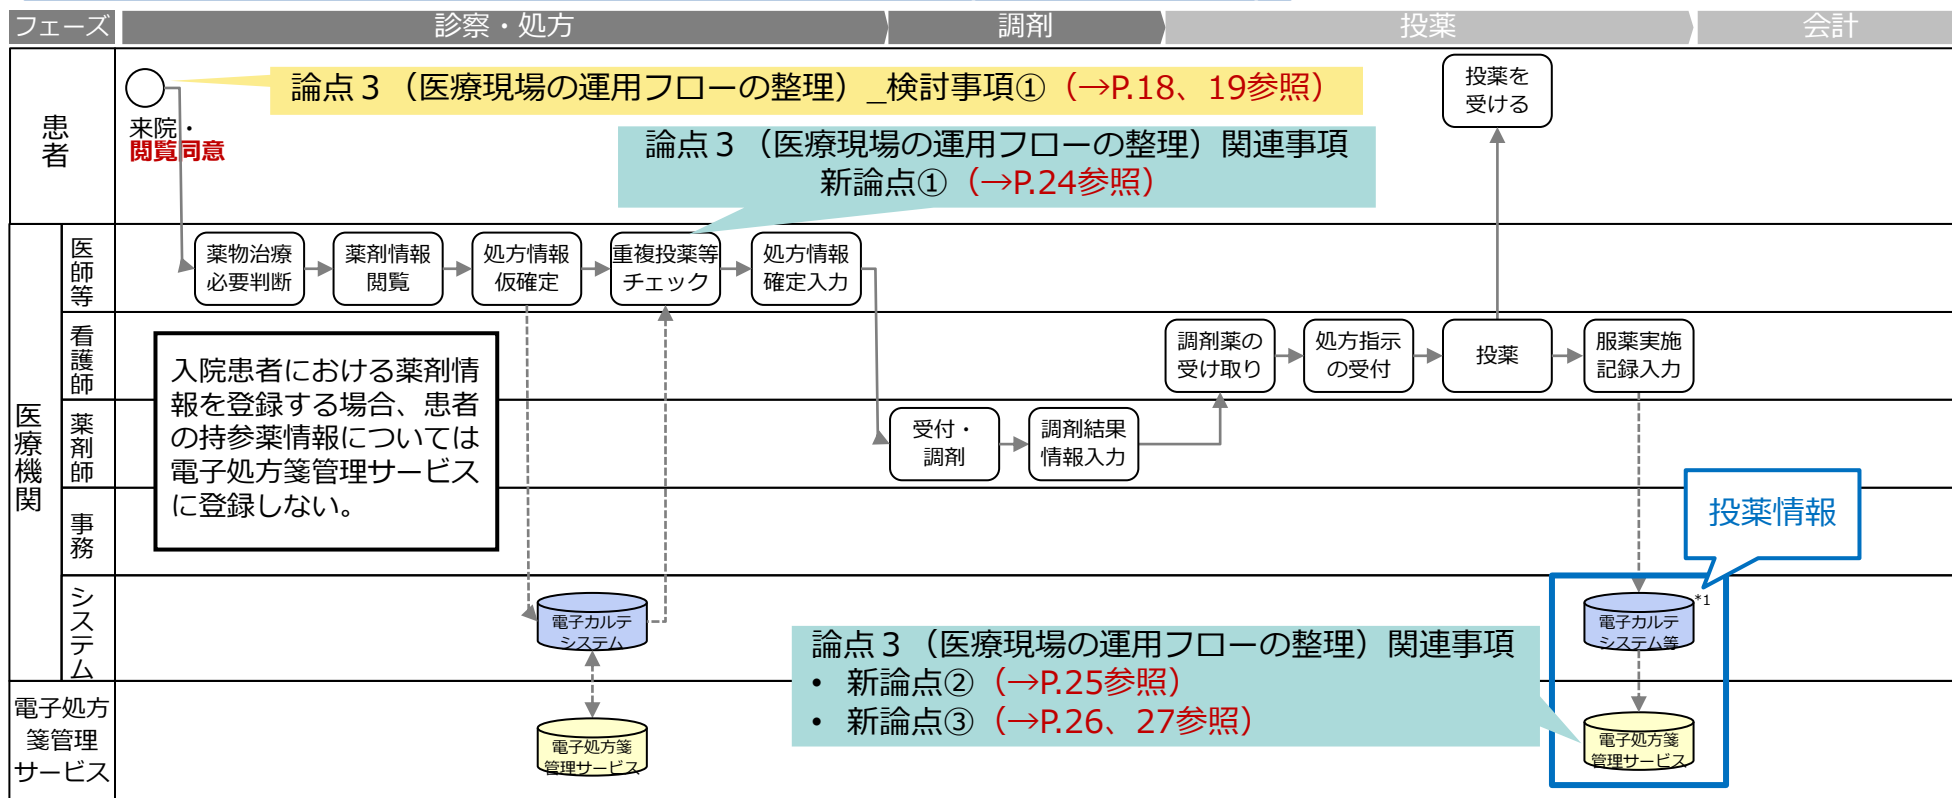 フェーズ
診察・処方
調剤
投薬
会計
患者
来院・
閲覧同意
論点３（医療現場の運用フローの整理）_検討事項①（→P.18、19参照）
論点３（医療現場の運用フローの整理）関連事項
新論点①（→P.24参照）
投薬を
受ける
医療機関
医師等
薬物治療
必要判断
薬剤情報
閲覧
処方情報
仮確定
重複投薬等
チェック
処方情報
確定入力
看護師
調剤薬の
受け取り
処方指示
の受付
投薬
服薬実施
記録入力
入院患者における薬剤情
報を登録する場合、患者
の持参薬情報については
電子処方箋管理サービス
に登録しない。
薬剤師
受付・
調剤
調剤結果
情報入力
事務
投薬情報
システム
電子カルテ
システム
電子カルテ
システム等
*1
論点３（医療現場の運用フローの整理）関連事項
• 新論点②（→P.25参照）
• 新論点③（→P.26、27参照）
電子処方
箋管理
サービス
電子処方箋
管理サービス
電子処方箋
管理サービス